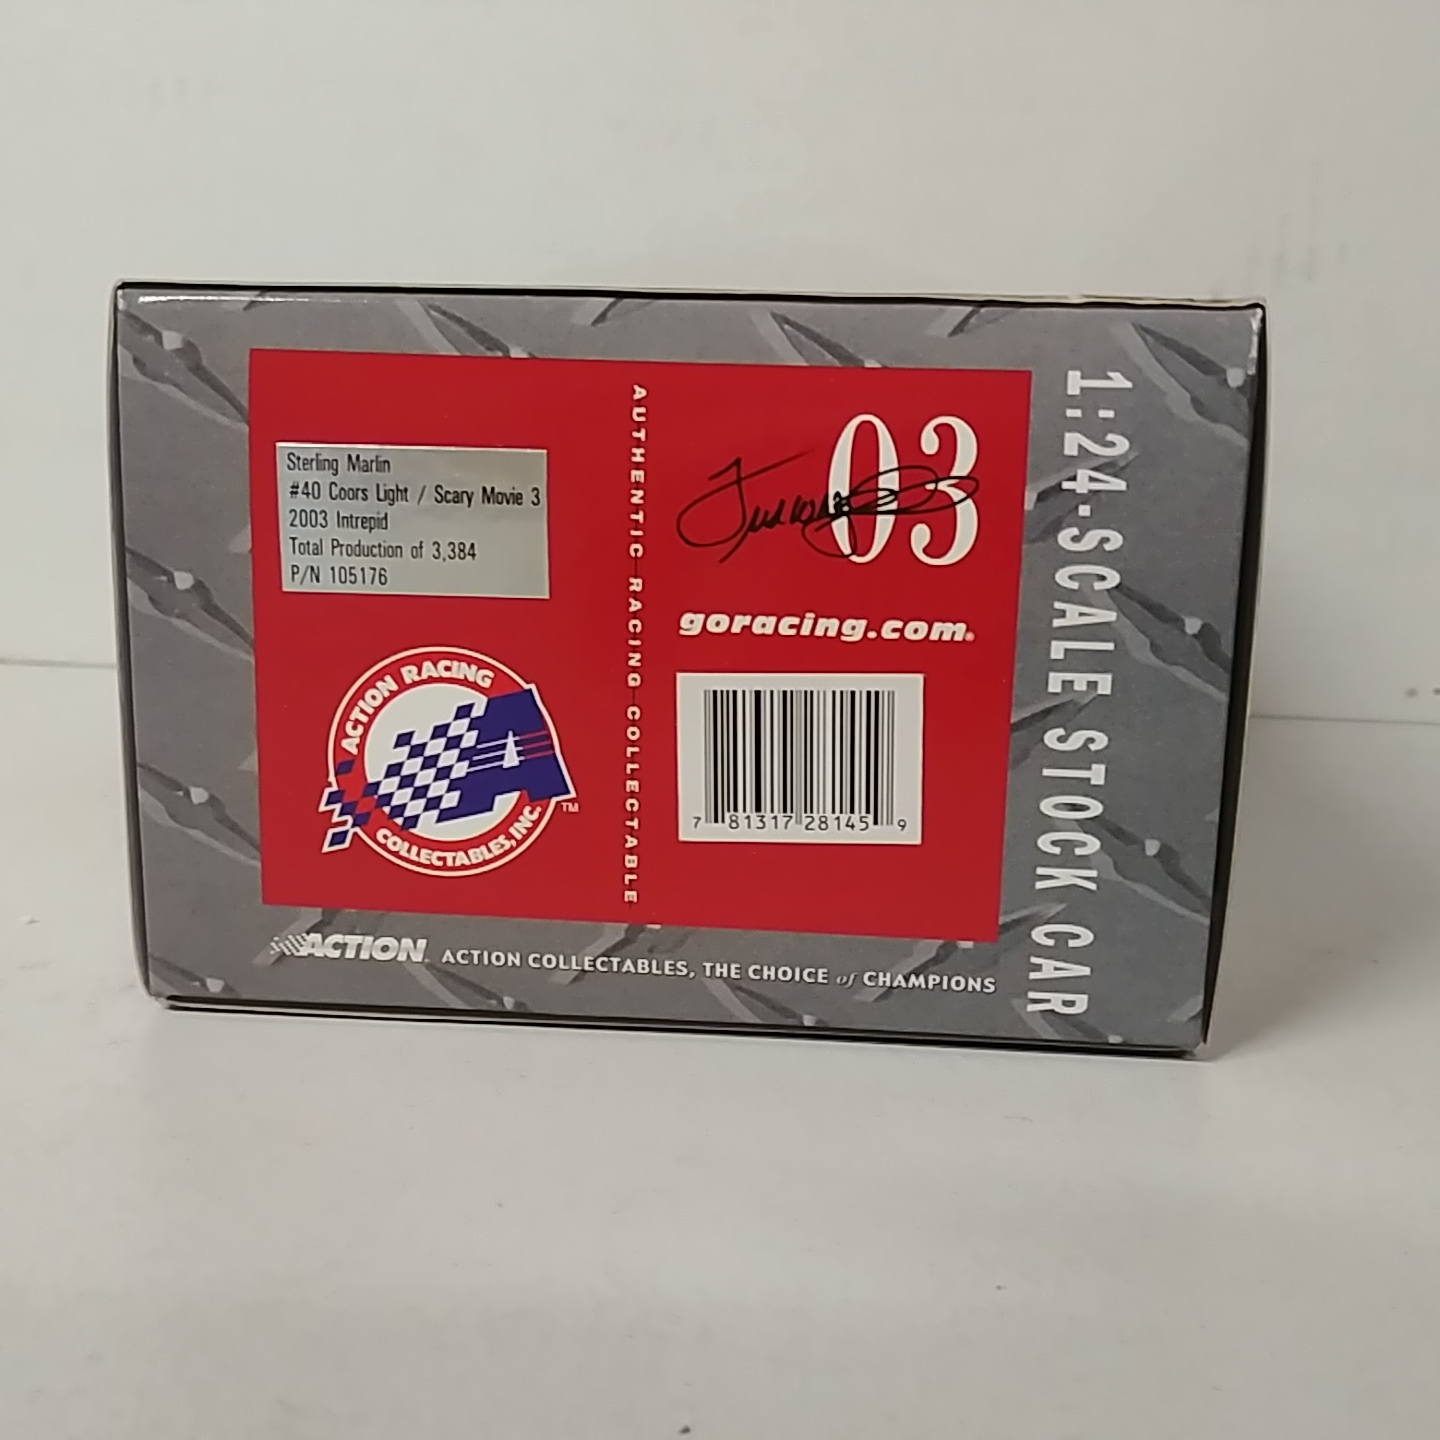 Sterling Marlin
#40 Coors Light / Scary Movie 3
2003 Intrepid
Total Production of 3,384
P/N 105176
ACTION RACING
COLLECTABLES, INC.
TM
AUTHENTIC RACING COLLECTABLE
03
goracing.com
7 81317 28145 9
1:24-SCALE STOCK CAR
ACTION ACTION COLLECTABLES, THE CHOICE of CHAMPIONS